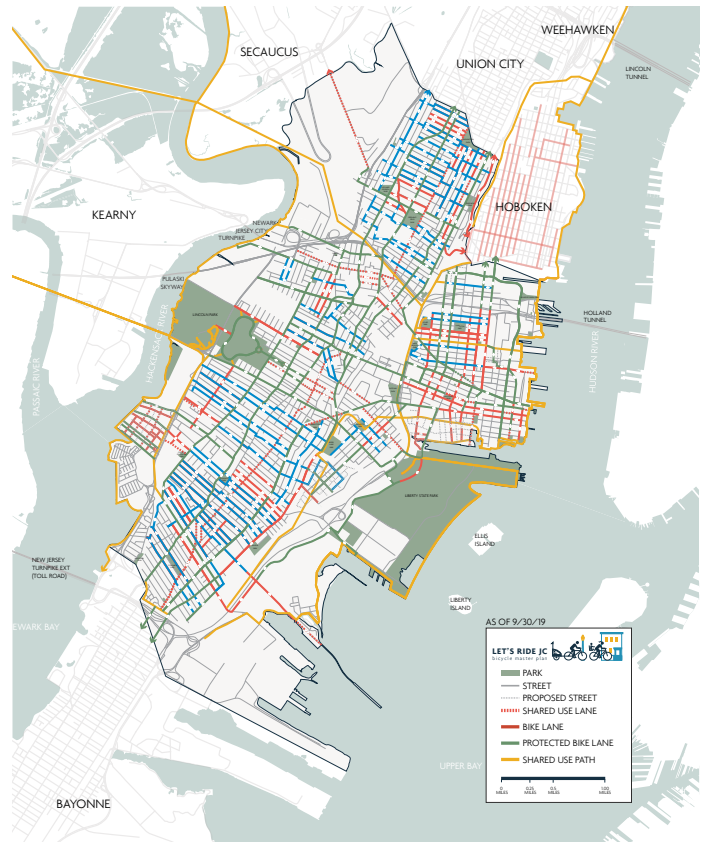 WEEHAWKEN
SECAUCUS
UNION CITY
LINCOLN
TUNNEL
KEARNY
HOBOKEN
NEWARK
JERSEY CITY
TURNPIKE
PULASKI
SKYWAY
LINCOLN PARK
HACKENSACK RIVER
HOLLAND
TUNNEL
HUDSON RIVER
PASSAIC RIVER
LIBERTY STATE PARK
ELLIS
ISLAND
NEW JERSEY
TURNPIKE EXT
(TOLL ROAD)
LIBERTY
ISLAND
EWARK BAY
UPPER BAY
BAYONNE
AS OF 9/30/19
LET'S RIDE JC
bicycle master plan
PARK
STREET
PROPOSED STREET
SHARED USE LANE
BIKE LANE
PROTECTED BIKE LANE
SHARED USE PATH
0 0.25 0.5 1.00
MILES MILES MILES MILES